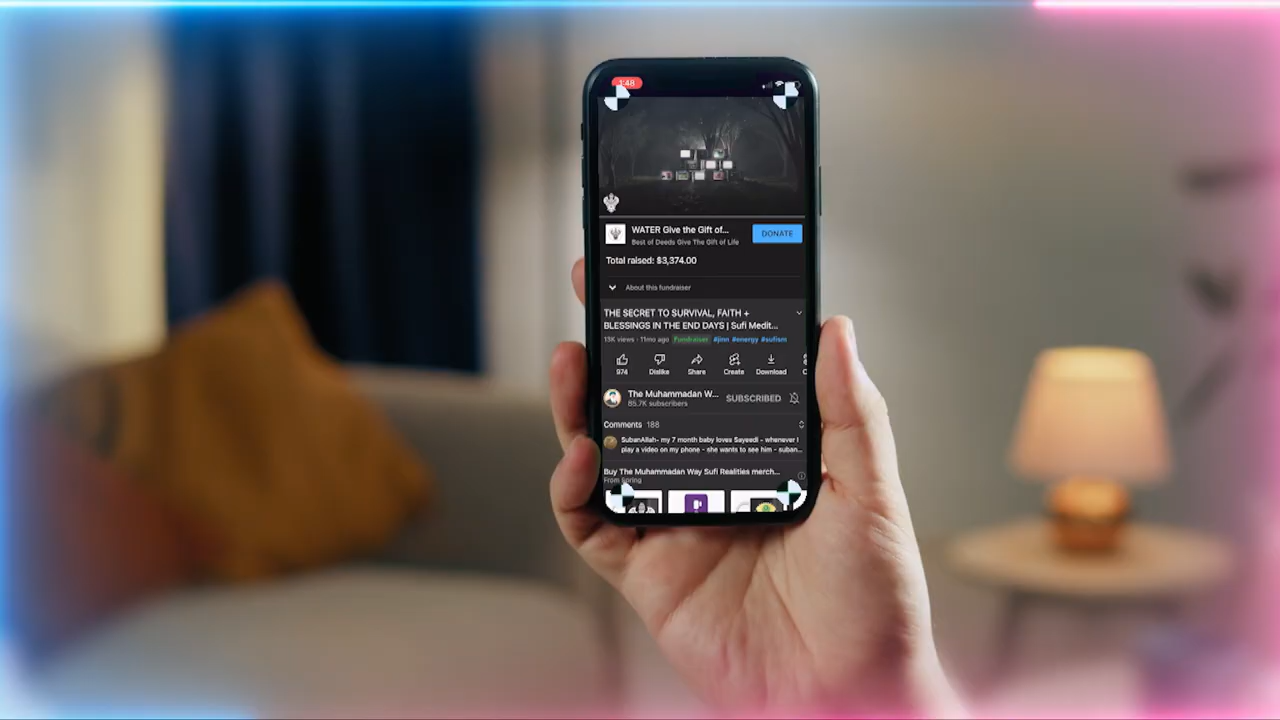 1:48
WATER Give the Gift of...
Best of Deeds Give The Gift of Life
DONATE
Total raised: $3,374.00
About this fundraiser
THE SECRET TO SURVIVAL, FAITH +
BLESSINGS IN THE END DAYS | Sufi Medit...
15K views · 11mo ago Fundraiser #jinn #energy #sufism
974 Dislike Share Create Download
The Muhammadan W... SUBSCRIBED
85.7K subscribers
Comments 188
SubanAllah- my 7 month baby loves Sayeedi - whenever I
play a video on my phone - she wants to see him - suban...
Buy The Muhammadan Way Sufi Realities merch...
From Spring